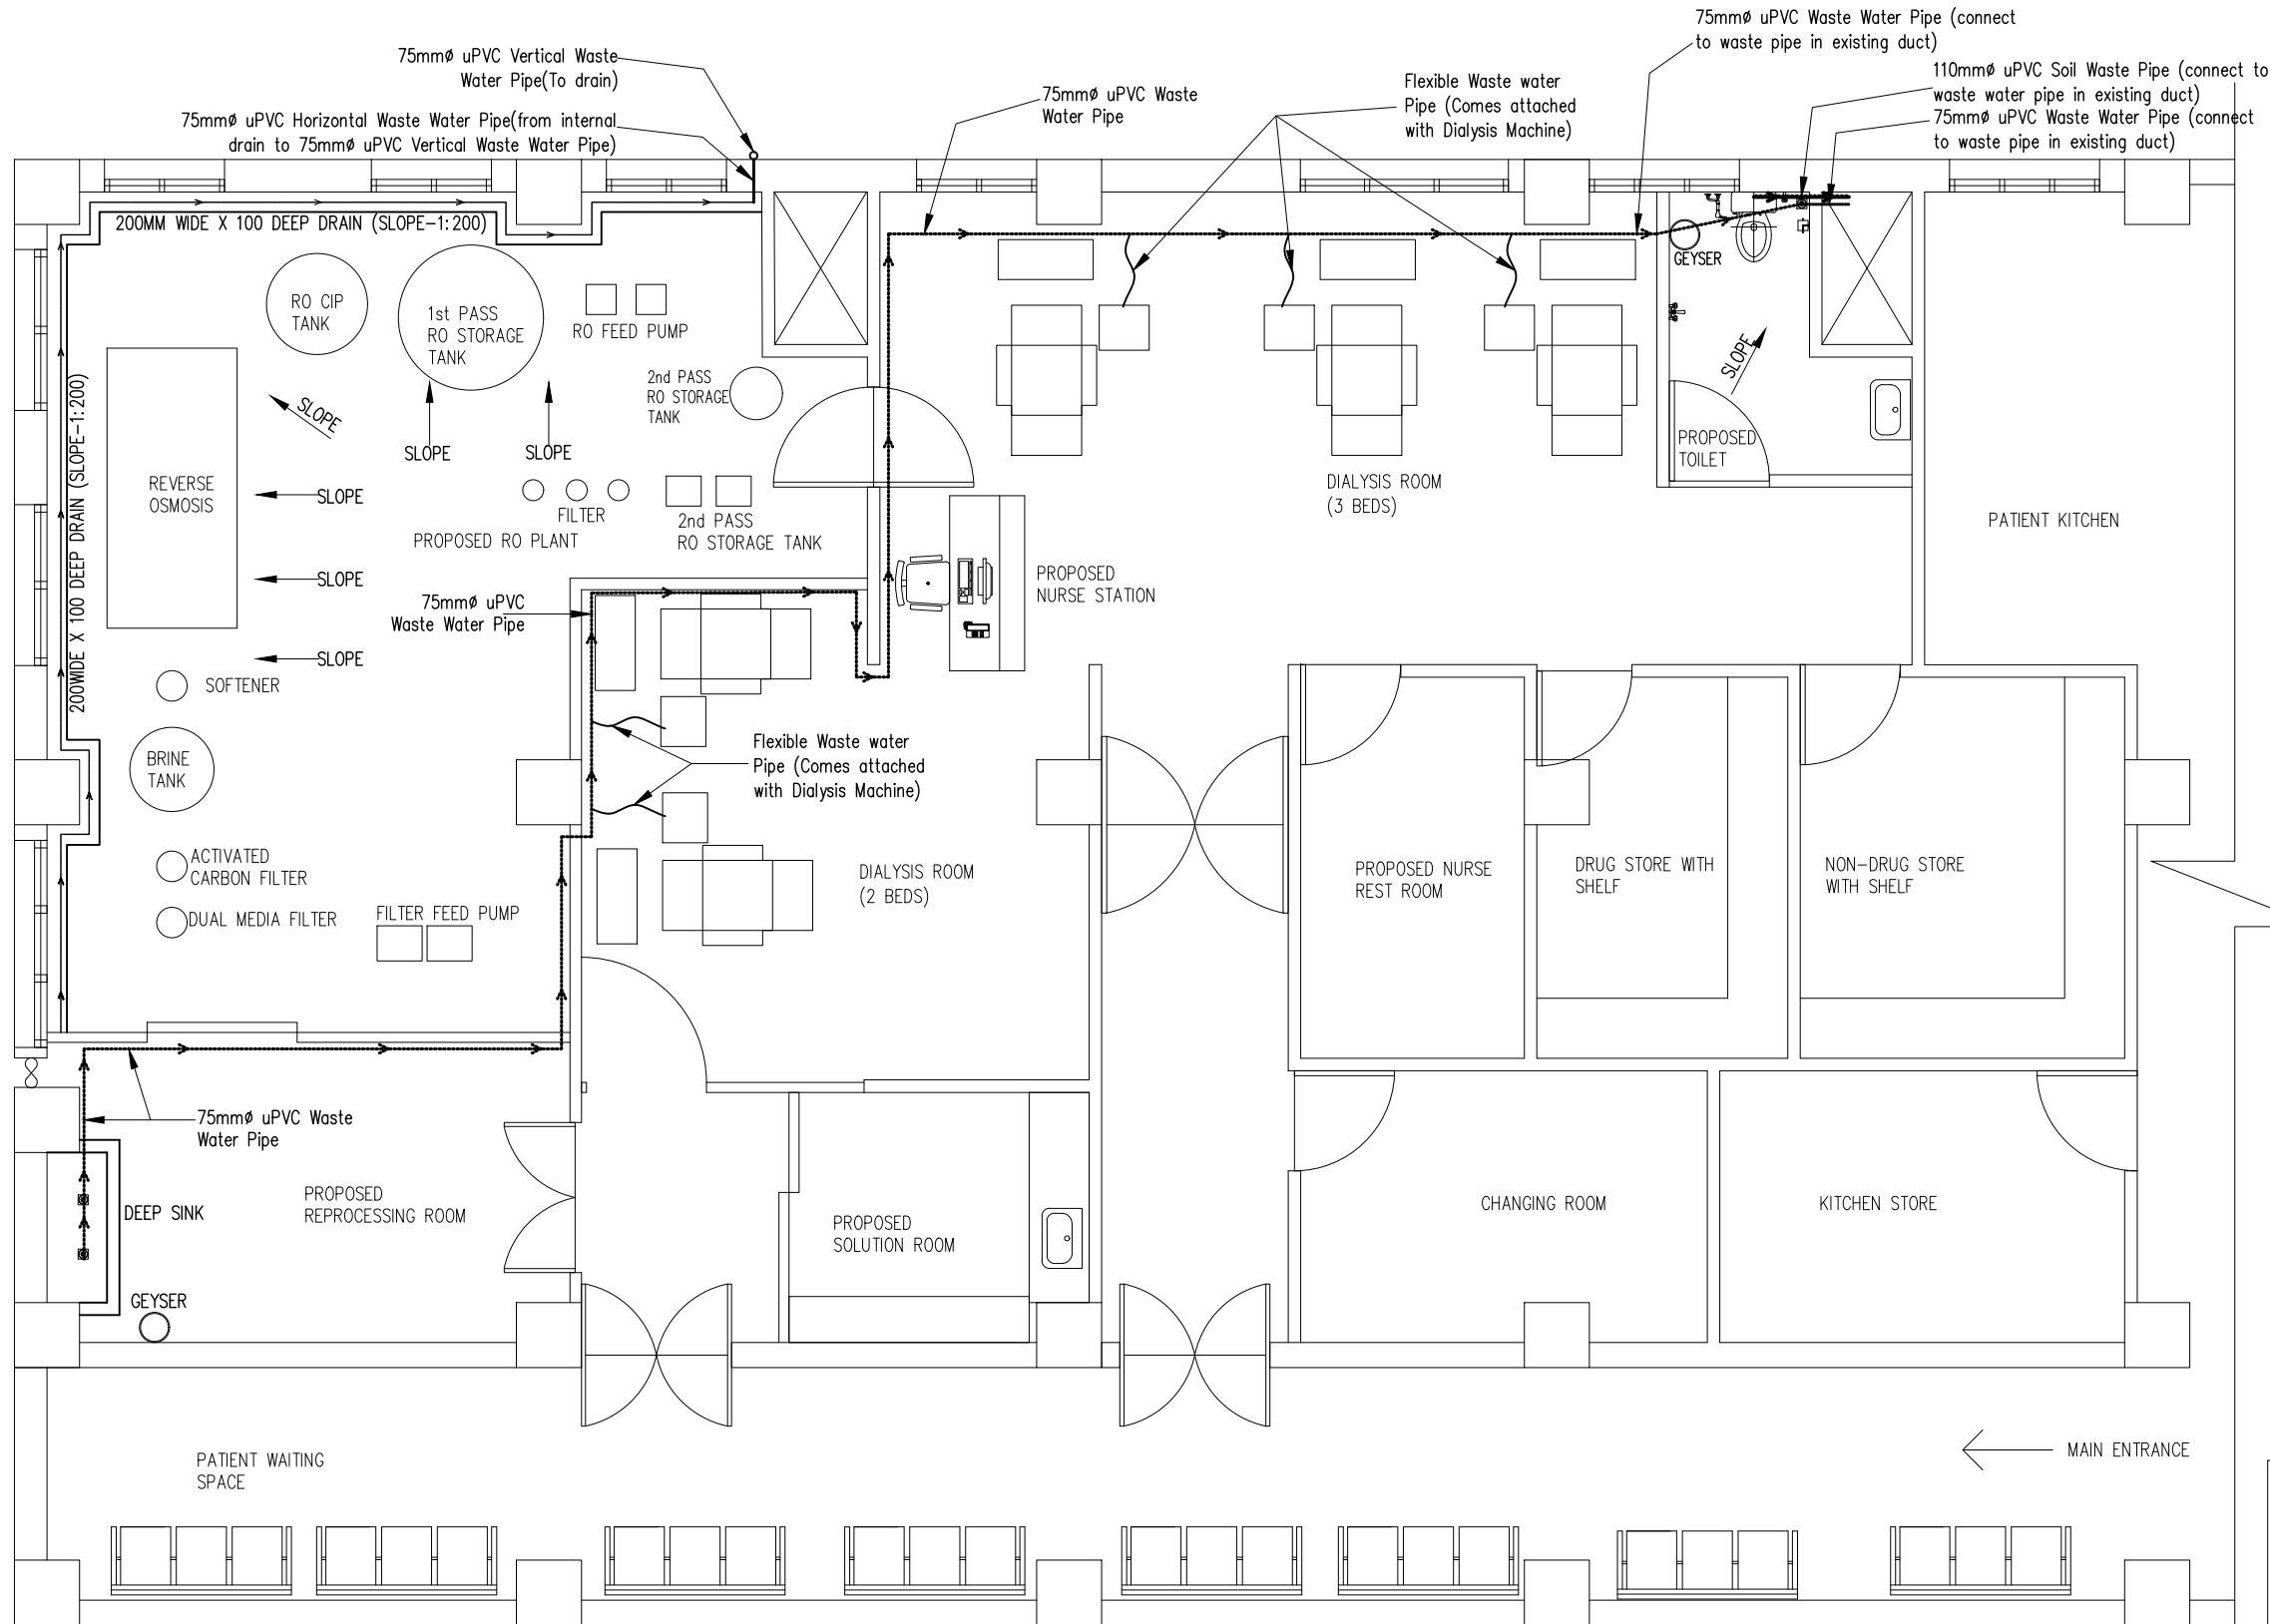 75mmø uPVC Waste Water Pipe (connect
to waste pipe in existing duct)
75mmø uPVC Vertical Waste
Water Pipe(To drain)
110mmø uPVC Soil Waste Pipe (connect to
waste water pipe in existing duct)
75mmø uPVC Waste Water Pipe (connect
to waste pipe in existing duct)
Flexible Waste water
Pipe (Comes attached
with Dialysis Machine)
75mmø uPVC Waste
Water Pipe
75mmø uPVC Horizontal Waste Water Pipe(from internal
drain to 75mmø uPVC Vertical Waste Water Pipe)
200MM WIDE X 100 DEEP DRAIN (SLOPE-1:200)
GEYSER
RO CIP
TANK
1st PASS
RO STORAGE
TANK
RO FEED PUMP
SLOPE
2nd PASS
RO STORAGE
TANK
SLOPE
SLOPE
SLOPE
PROPOSED
TOILET
200WIDE X 100 DEEP DRAIN (SLOPE-1:200)
REVERSE
OSMOSIS
SLOPE
DIALYSIS ROOM
(3 BEDS)
FILTER
2nd PASS
RO STORAGE TANK
PATIENT KITCHEN
PROPOSED RO PLANT
SLOPE
PROPOSED
NURSE STATION
75mmø uPVC
Waste Water Pipe
SLOPE
SOFTENER
BRINE
TANK
Flexible Waste water
Pipe (Comes attached
with Dialysis Machine)
ACTIVATED
CARBON FILTER
DUAL MEDIA FILTER
FILTER FEED PUMP
DIALYSIS ROOM
(2 BEDS)
PROPOSED NURSE
REST ROOM
DRUG STORE WITH
SHELF
NON-DRUG STORE
WITH SHELF
75mmø uPVC Waste
Water Pipe
DEEP SINK
PROPOSED
REPROCESSING ROOM
PROPOSED
SOLUTION ROOM
CHANGING ROOM
KITCHEN STORE
GEYSER
PATIENT WAITING
SPACE
MAIN ENTRANCE